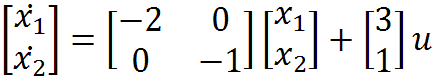 [ẋ₁ ẋ₂] = [−2 0; 0 −1] [x₁ x₂] + [3 1] u